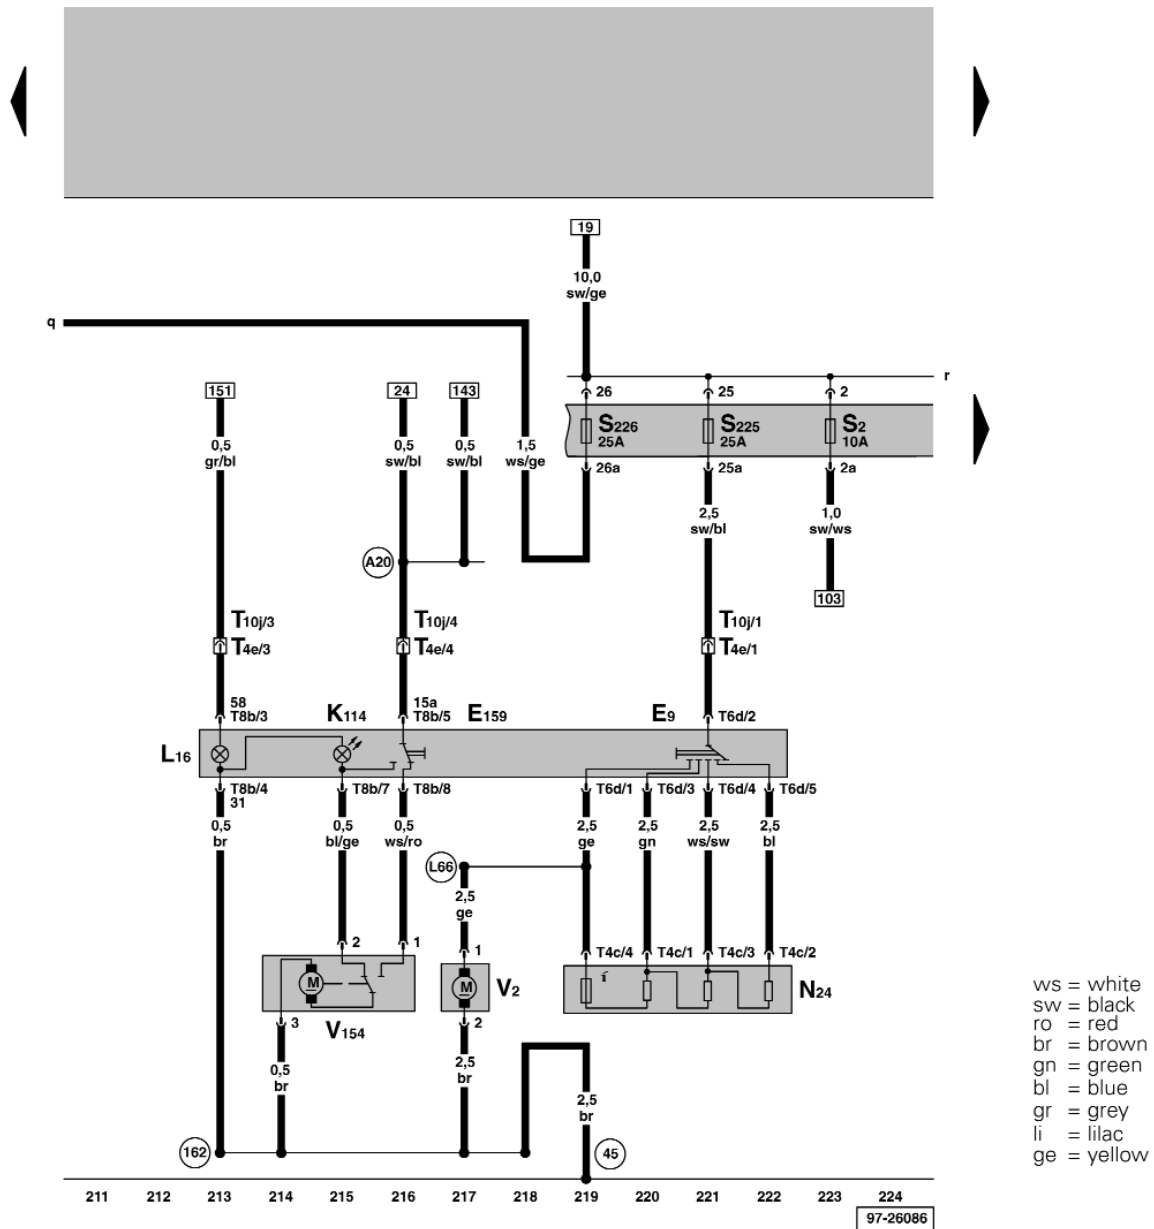 19
10,0
sw/ge
q
r
151
24
143
26
25
2
S226
25A
S225
25A
S2
10A
0,5
gr/bl
0,5
sw/bl
0,5
sw/bl
1,5
ws/ge
26a
25a
2a
2,5
sw/bl
1,0
sw/ws
A20
103
T10j/3
T4e/3
T10j/4
T4e/4
T10j/1
T4e/1
58
T8b/3
K114
15a
T8b/5
E159
E9
T6d/2
L16
T8b/4
31
T8b/7
T8b/8
T6d/1
T6d/3
T6d/4
T6d/5
0,5
br
0,5
bl/ge
0,5
ws/ro
2,5
ge
2,5
gn
2,5
ws/sw
2,5
bl
L66
2,5
ge
2
1
1
T4c/4
T4c/1
T4c/3
T4c/2
M
M
V2
N24
3
V154
2
0,5
br
2,5
br
2,5
br
162
45
ws = white
sw = black
ro = red
br = brown
gn = green
bl = blue
gr = grey
li = lilac
ge = yellow
211 212 213 214 215 216 217 218 219 220 221 222 223 224
97-26086